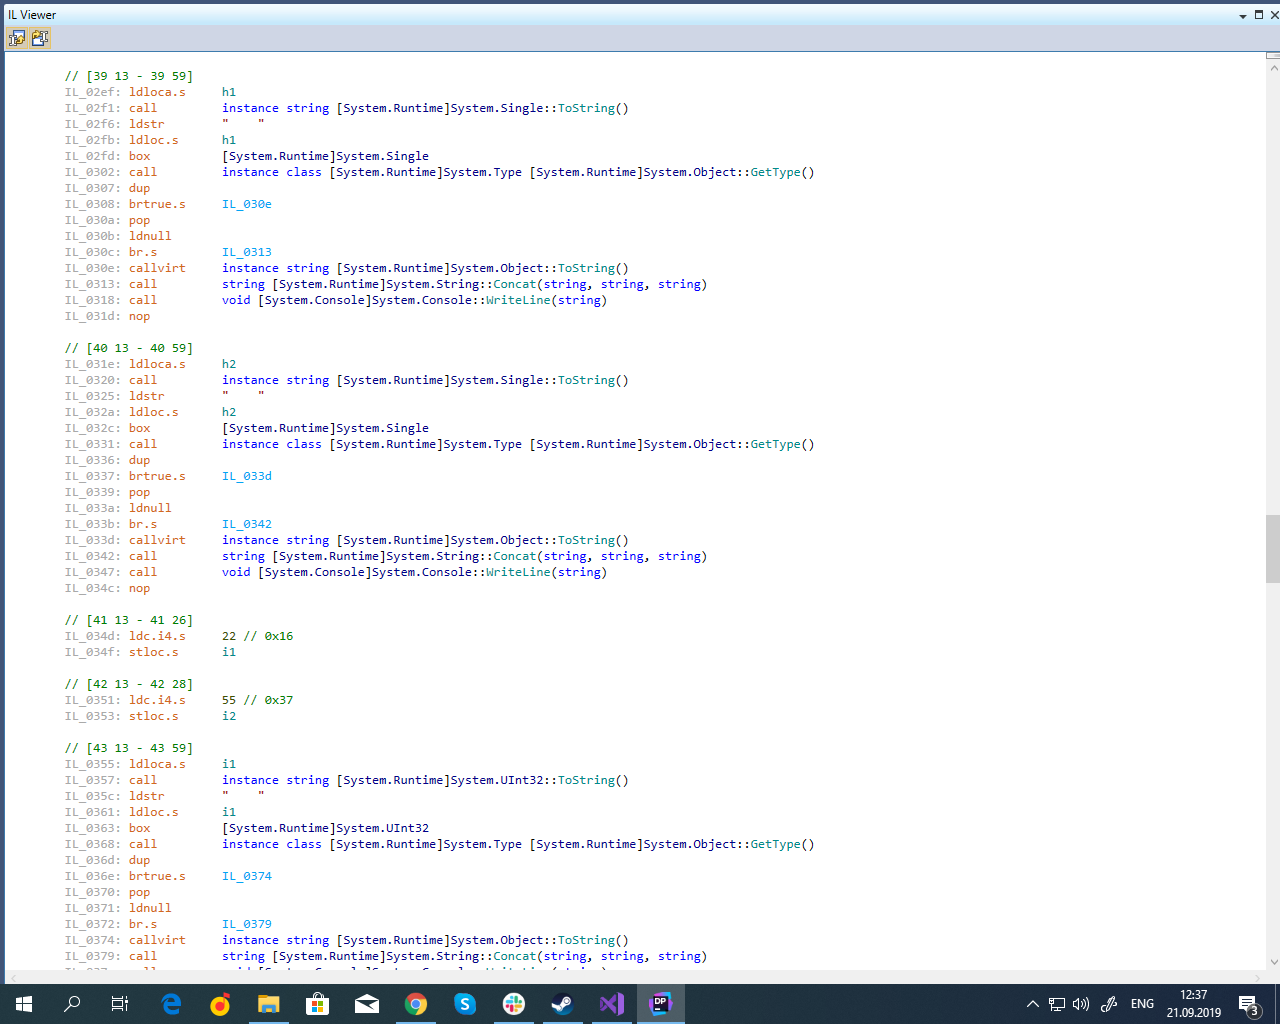 IL Viewer
// [39 13 - 39 59]
IL_02ef: ldloca.s     h1
IL_02f1: call         instance string [System.Runtime]System.Single::ToString()
IL_02f6: ldstr        "    "
IL_02fb: ldloc.s      h1
IL_02fd: box          [System.Runtime]System.Single
IL_0302: call         instance class [System.Runtime]System.Type [System.Runtime]System.Object::GetType()
IL_0307: dup
IL_0308: brtrue.s     IL_030e
IL_030a: pop
IL_030b: ldnull
IL_030c: br.s         IL_0313
IL_030e: callvirt     instance string [System.Runtime]System.Object::ToString()
IL_0313: call         string [System.Runtime]System.String::Concat(string, string, string)
IL_0318: call         void [System.Console]System.Console::WriteLine(string)
IL_031d: nop
// [40 13 - 40 59]
IL_031e: ldloca.s     h2
IL_0320: call         instance string [System.Runtime]System.Single::ToString()
IL_0325: ldstr        "    "
IL_032a: ldloc.s      h2
IL_032c: box          [System.Runtime]System.Single
IL_0331: call         instance class [System.Runtime]System.Type [System.Runtime]System.Object::GetType()
IL_0336: dup
IL_0337: brtrue.s     IL_033d
IL_0339: pop
IL_033a: ldnull
IL_033b: br.s         IL_0342
IL_033d: callvirt     instance string [System.Runtime]System.Object::ToString()
IL_0342: call         string [System.Runtime]System.String::Concat(string, string, string)
IL_0347: call         void [System.Console]System.Console::WriteLine(string)
IL_034c: nop
// [41 13 - 41 26]
IL_034d: ldc.i4.s     22 // 0x16
IL_034f: stloc.s      i1
// [42 13 - 42 28]
IL_0351: ldc.i4.s     55 // 0x37
IL_0353: stloc.s      i2
// [43 13 - 43 59]
IL_0355: ldloca.s     i1
IL_0357: call         instance string [System.Runtime]System.UInt32::ToString()
IL_035c: ldstr        "    "
IL_0361: ldloc.s      i1
IL_0363: box          [System.Runtime]System.UInt32
IL_0368: call         instance class [System.Runtime]System.Type [System.Runtime]System.Object::GetType()
IL_036d: dup
IL_036e: brtrue.s     IL_0374
IL_0370: pop
IL_0371: ldnull
IL_0372: br.s         IL_0379
IL_0374: callvirt     instance string [System.Runtime]System.Object::ToString()
IL_0379: call         string [System.Runtime]System.String::Concat(string, string, string)
DP
ENG
12:37
21.09.2019
3